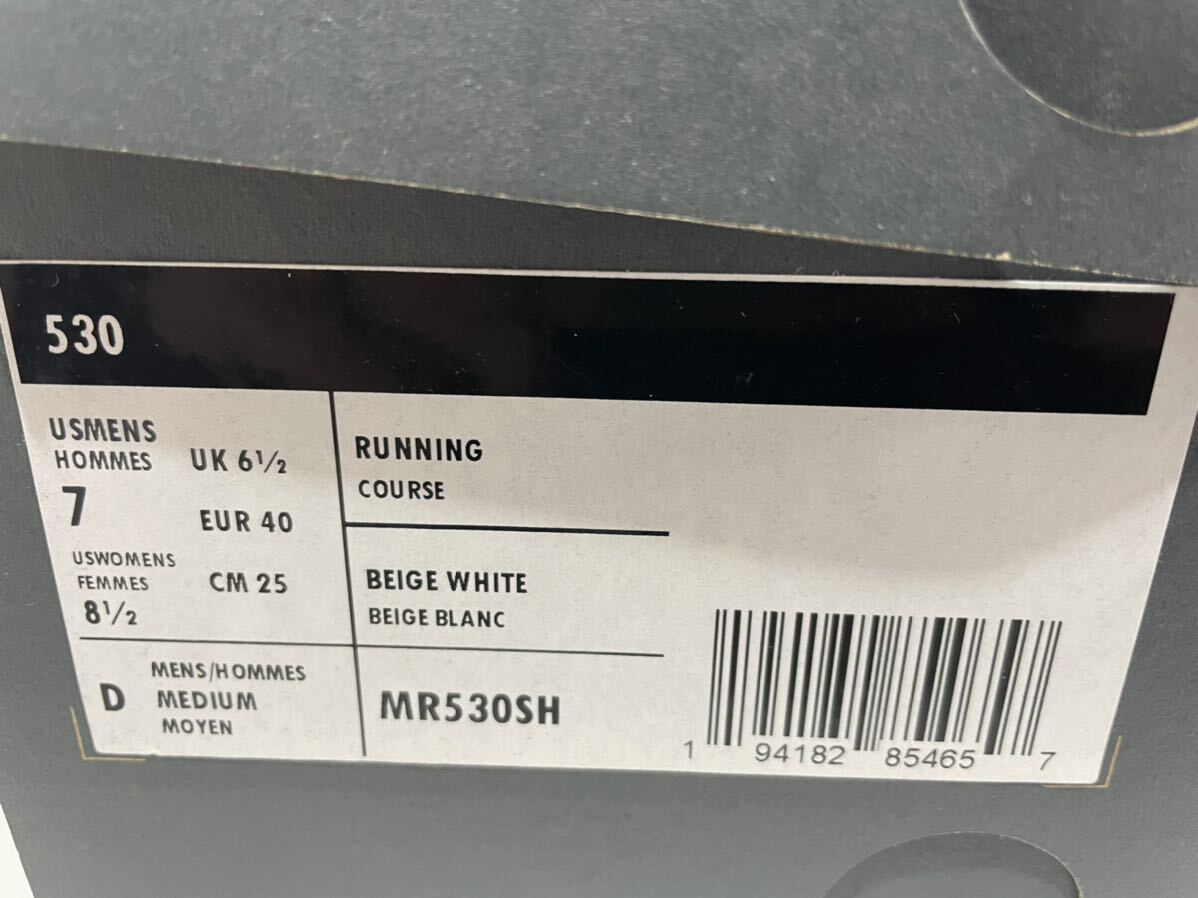 530
USMENS
HOMMES
7
UK 6½
EUR 40
USWOMENS
FEMMES
8½
CM 25
D
MENS/HOMMES
MEDIUM
MOYEN
RUNNING
COURSE
BEIGE WHITE
BEIGE BLANC
MR530SH
1 94182 85465 7